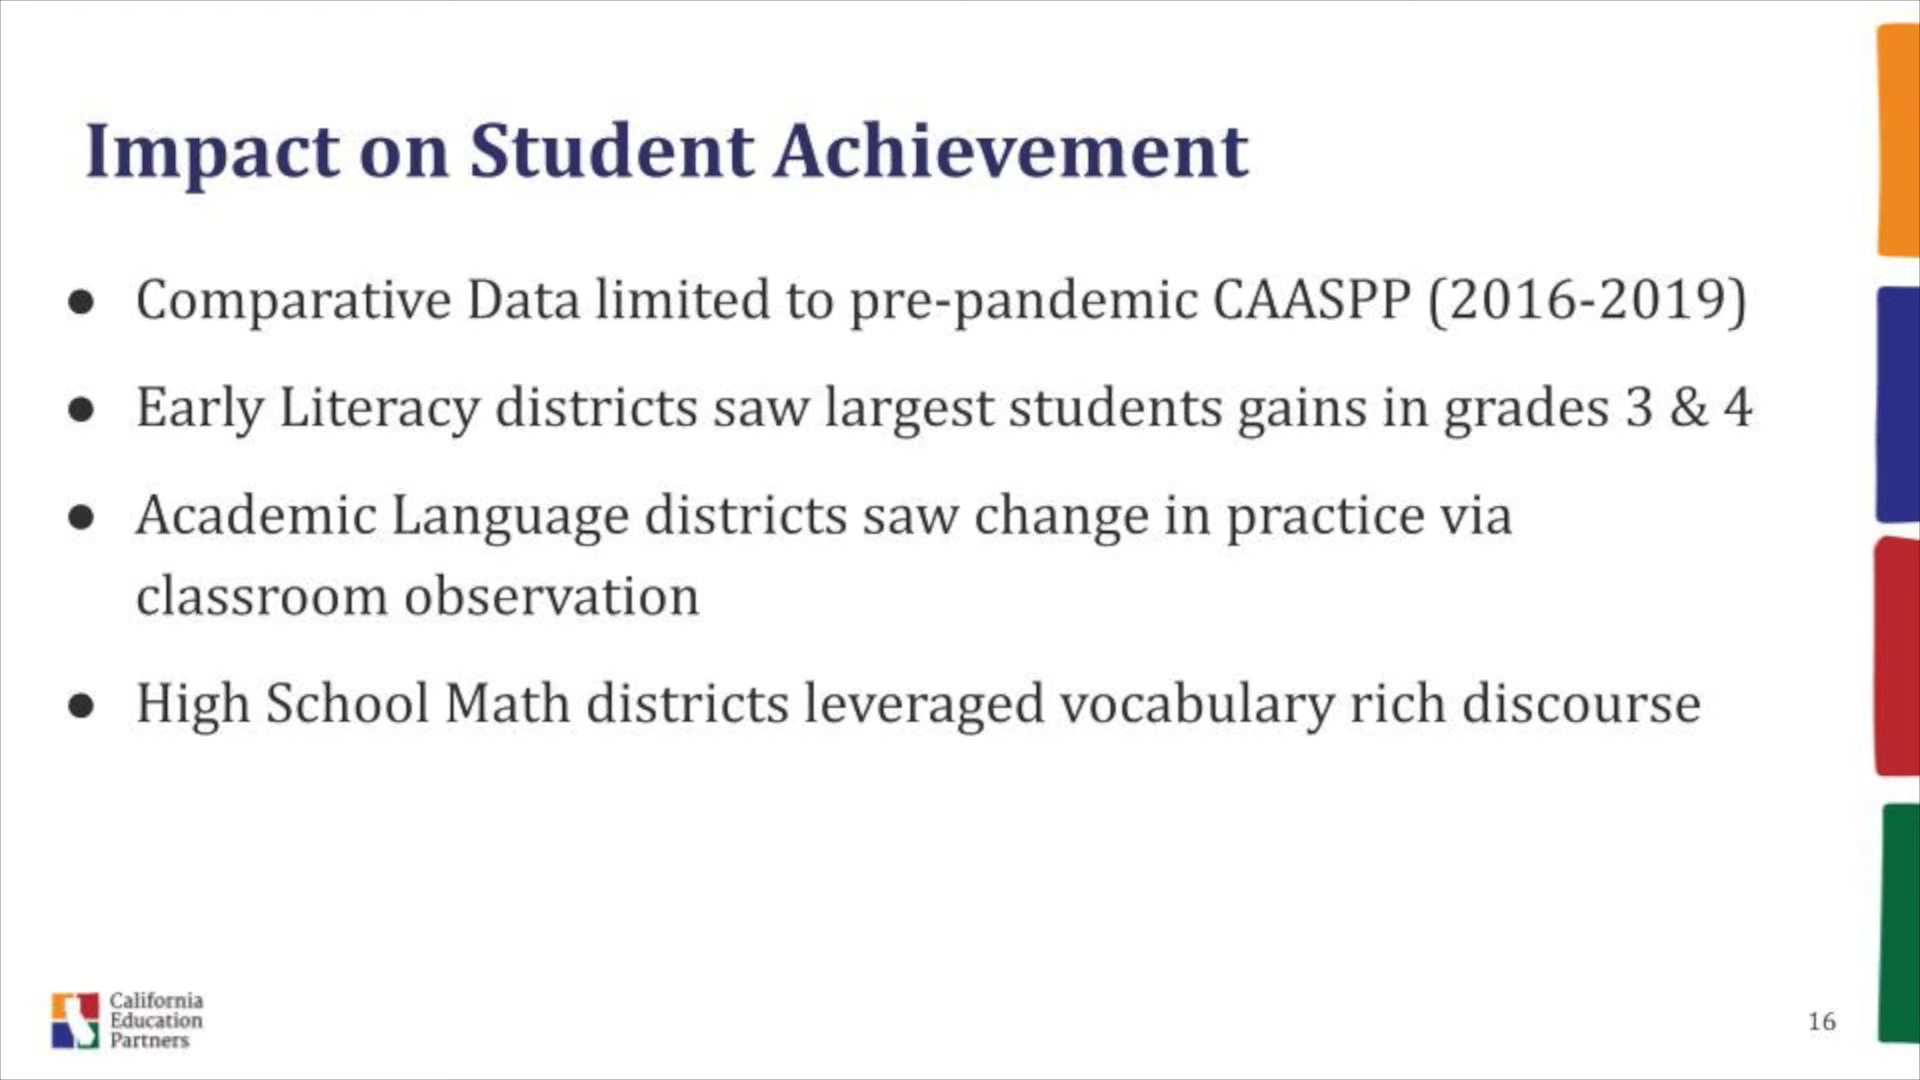 Impact on Student Achievement
● Comparative Data limited to pre-pandemic CAASPP (2016-2019)
● Early Literacy districts saw largest students gains in grades 3 & 4
● Academic Language districts saw change in practice via
classroom observation
● High School Math districts leveraged vocabulary rich discourse
California
Education
Partners
16